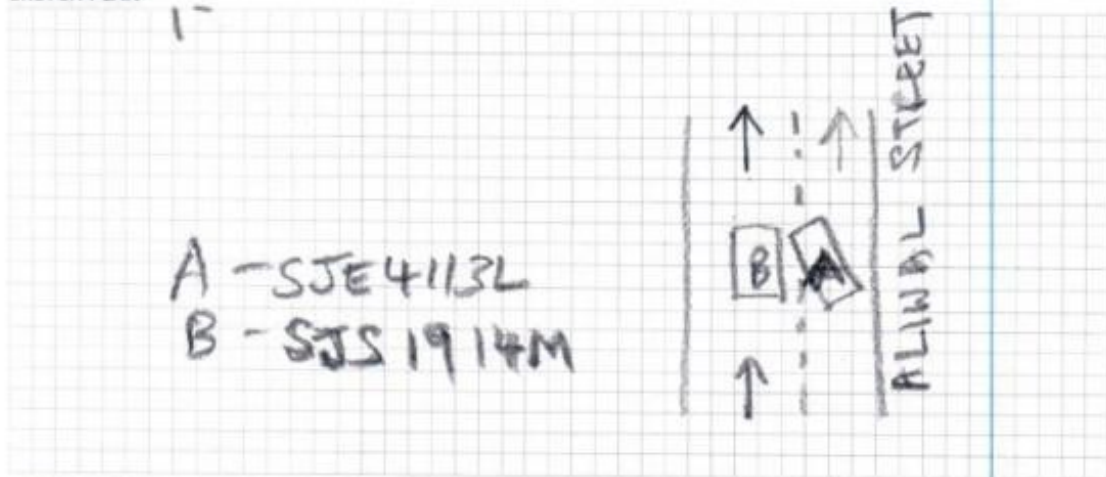 A - SJE4113L
B - SJS1914M
B
A
ALIWAL STREET